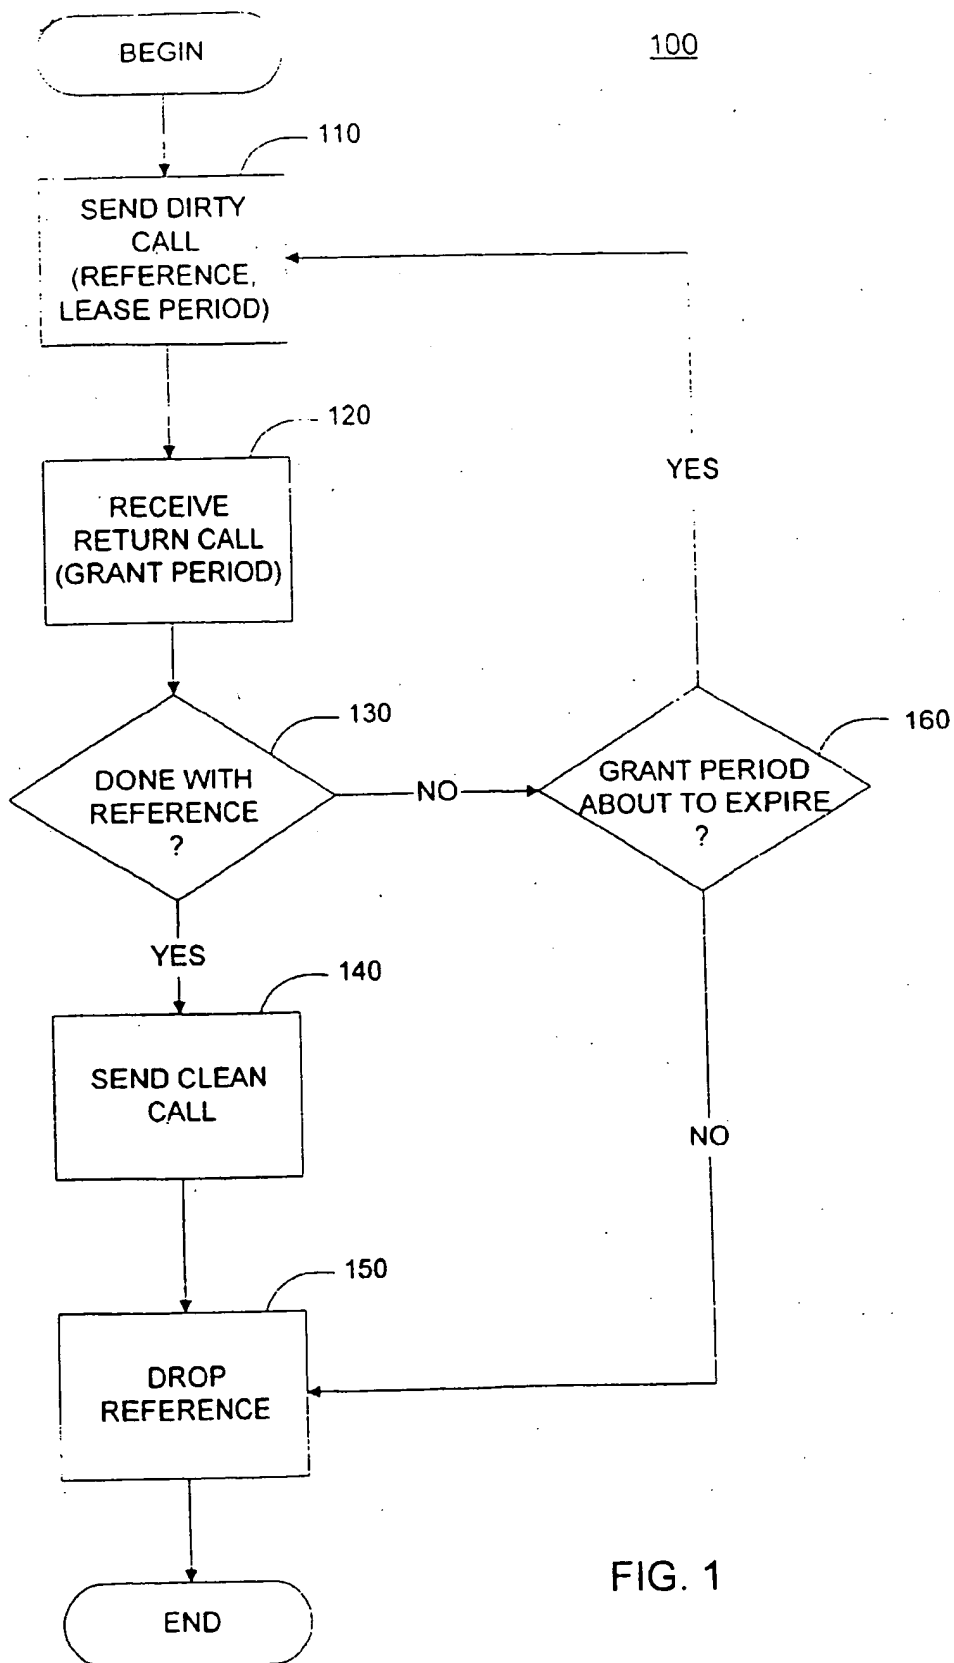 BEGIN
100
110
SEND DIRTY
CALL
(REFERENCE,
LEASE PERIOD)
120
RECEIVE
RETURN CALL
(GRANT PERIOD)
YES
130
DONE WITH
REFERENCE
?
NO
160
GRANT PERIOD
ABOUT TO EXPIRE
?
YES
140
SEND CLEAN
CALL
NO
150
DROP
REFERENCE
END
FIG. 1